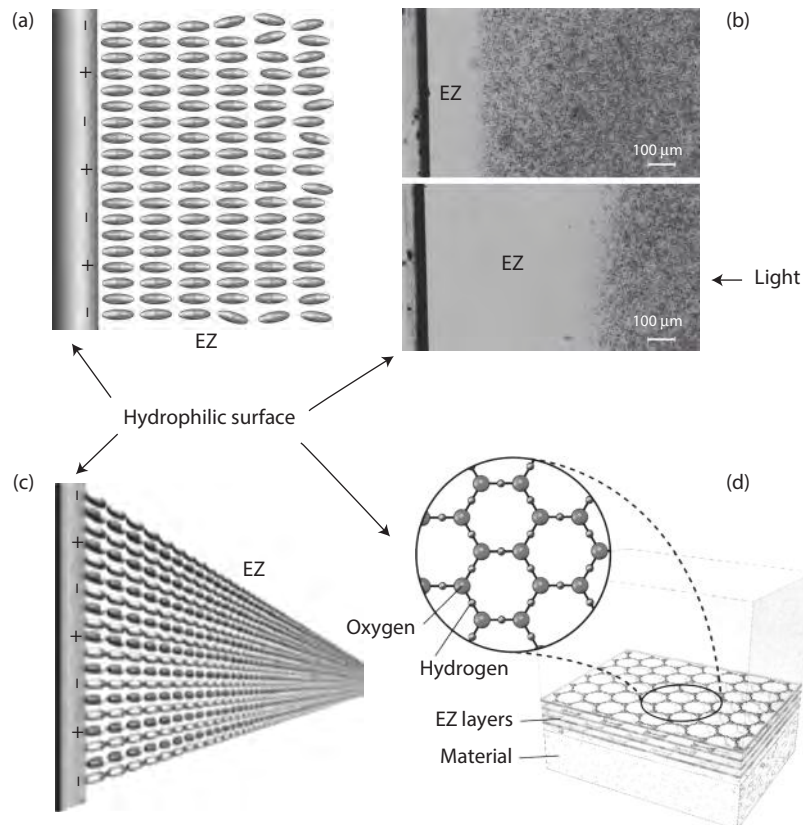 (a)
(b)
−
+
−
+
−
+
−
EZ
EZ
100 μm
EZ
100 μm
Light
Hydrophilic surface
(c)
(d)
−
+
−
+
−
+
−
EZ
Oxygen
Hydrogen
EZ layers
Material